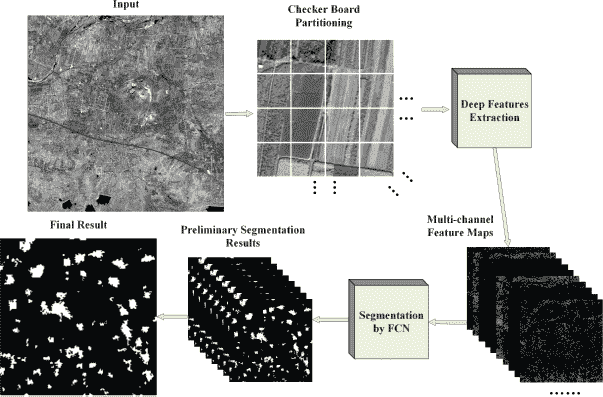 Input
Checker Board
Partitioning
Deep Features
Extraction
Multi-channel
Feature Maps
Segmentation
by FCN
Preliminary Segmentation
Results
Final Result